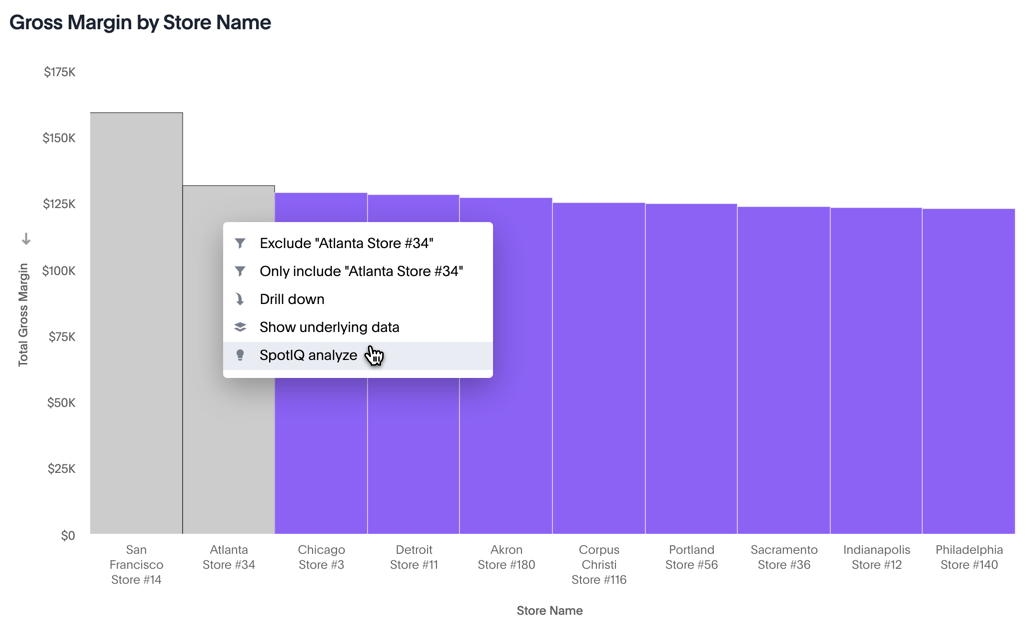 Gross Margin by Store Name
$175K
$150K
$125K
$100K
$75K
$50K
$25K
$0
Total Gross Margin
Exclude "Atlanta Store #34"
Only include "Atlanta Store #34"
Drill down
Show underlying data
SpotIQ analyze
San
Francisco
Store #14
Atlanta
Store #34
Chicago
Store #3
Detroit
Store #11
Akron
Store #180
Corpus
Christi
Store #116
Portland
Store #56
Sacramento
Store #36
Indianapolis
Store #12
Philadelphia
Store #140
Store Name